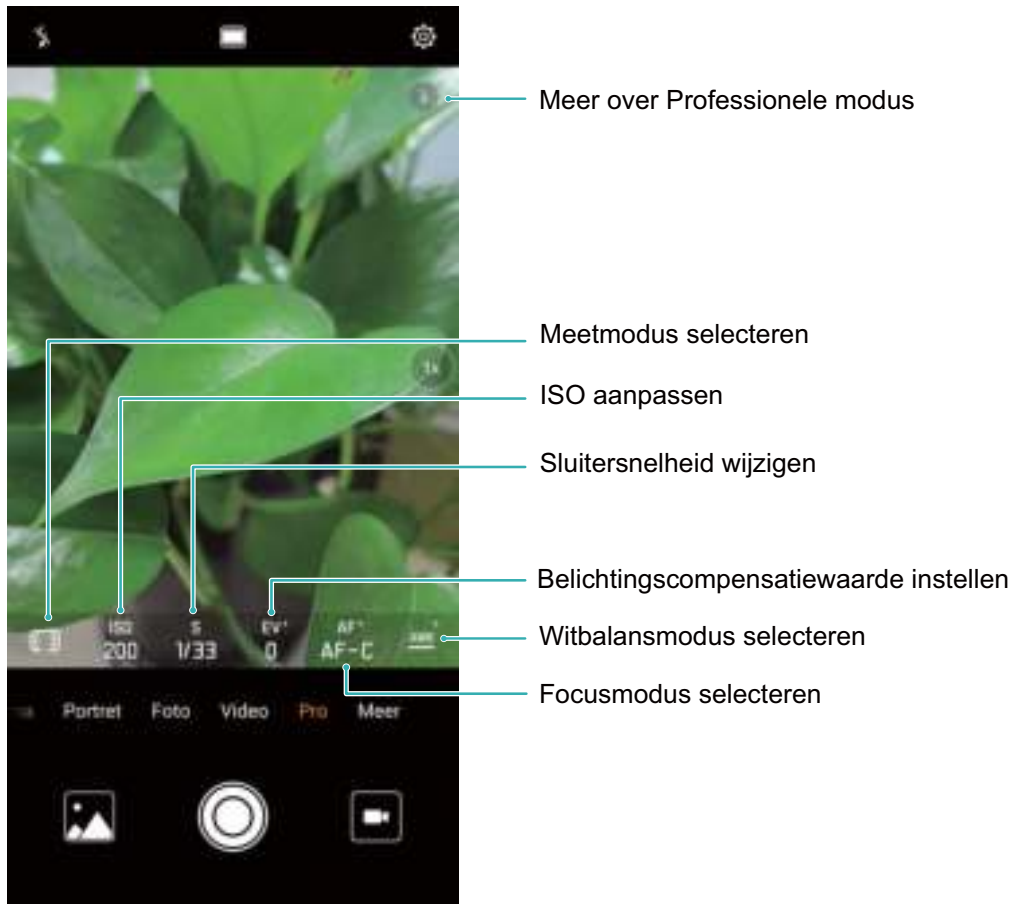 Meer over Professionele modus
Meetmodus selecteren
1x
ISO aanpassen
Sluitersnelheid wijzigen
Belichtingscompensatiewaarde instellen
ISO
200
S
1/33
EV•
0
AF•
AF-C
Witbalansmodus selecteren
Focusmodus selecteren
Portret Foto Video Pro Meer